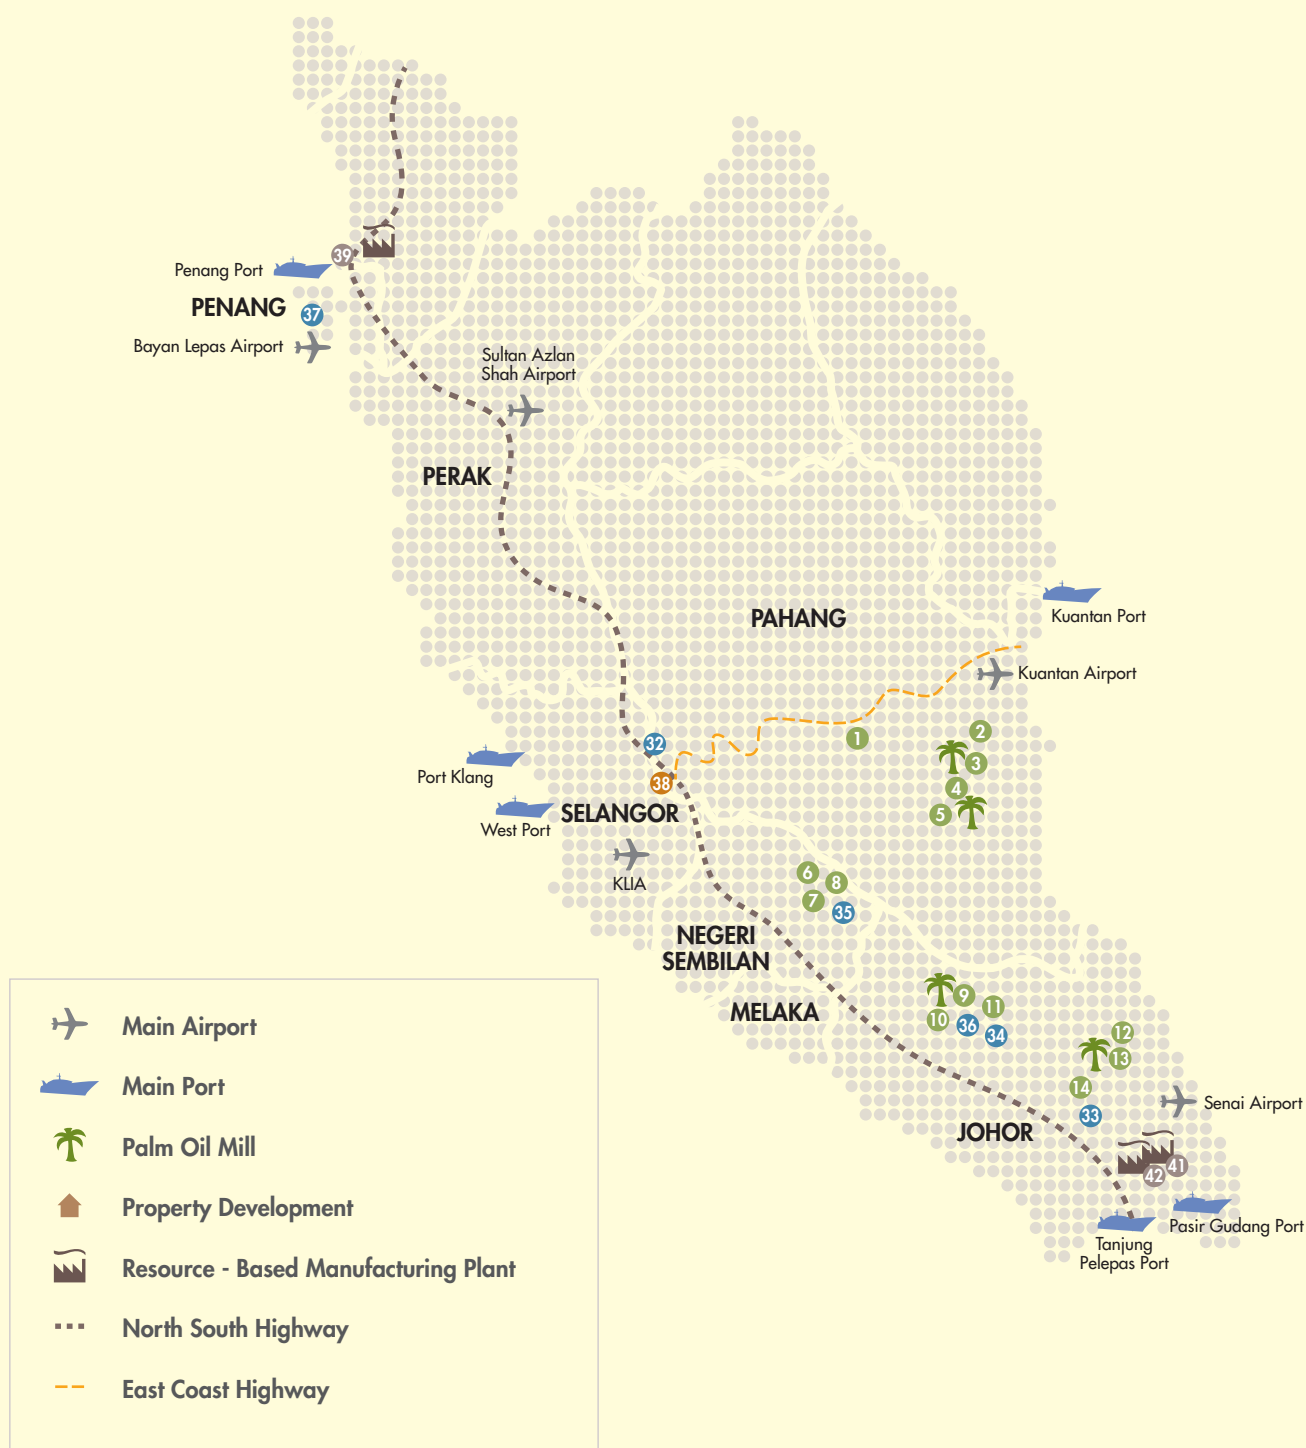 39
Penang Port
PENANG
37
Bayan Lepas Airport
Sultan Azlan
Shah Airport
PERAK
PAHANG
Kuantan Port
Kuantan Airport
1
2
3
4
5
32
38
Port Klang
West Port
SELANGOR
KLIA
6
8
7
35
NEGERI
SEMBILAN
MELAKA
9
11
10
36
34
12
13
14
33
Senai Airport
JOHOR
41
42
Pasir Gudang Port
Tanjung
Pelepas Port
Main Airport
Main Port
Palm Oil Mill
Property Development
Resource - Based Manufacturing Plant
North South Highway
East Coast Highway